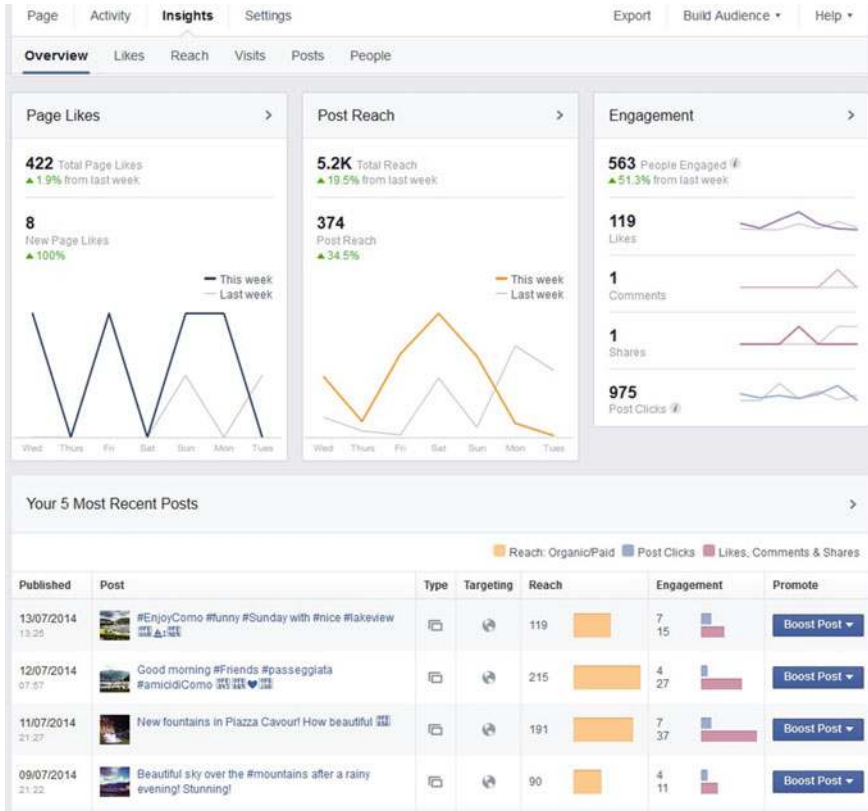 Page Activity Insights Settings Export Build Audience Help
Overview Likes Reach Visits Posts People
Page Likes
422 Total Page Likes
1.9% from last week
8
New Page Likes
100%
This week
Last week
Wed Thurs Fri Sat Sun Mon Tues
Post Reach
5.2K Total Reach
19.5% from last week
374
Post Reach
34.5%
This week
Last week
Wed Thurs Fri Sat Sun Mon Tues
Engagement
563 People Engaged i
51.3% from last week
119
Likes
1
Comments
1
Shares
975
Post Clicks i
Your 5 Most Recent Posts
Reach: Organic/Paid Post Clicks Likes, Comments & Shares
Published Post Type Targeting Reach Engagement Promote
13/07/2014 #EnjoyComo #funny #Sunday with #nice #lakeview 119 7 Boost Post
13:25 15
12/07/2014 Good morning #Friends #passeggiata 215 4 Boost Post
07:57 #amicidiComo 27
11/07/2014 New fountains in Piazza Cavour! How beautiful 191 7 Boost Post
21:27 37
09/07/2014 Beautiful sky over the #mountains after a rainy 90 4 Boost Post
21:22 evening! Stunning! 11